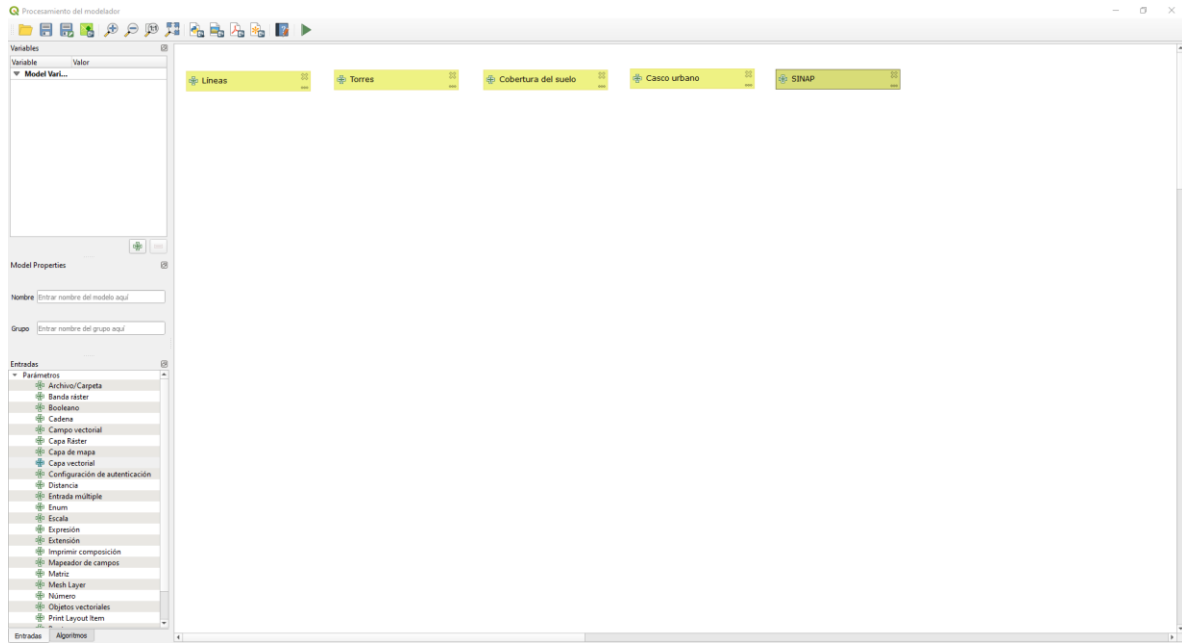 Procesamiento del modelador
Variables
Variable Valor
Model Vari...
Lineas
Torres
Cobertura del suelo
Casco urbano
SINAP
Model Properties
Nombre Entrar nombre del modelo aquí
Grupo Entrar nombre del grupo aquí
Entradas
Parámetros
Archivo/Carpeta
Banda ráster
Booleano
Cadena
Campo vectorial
Capa Ráster
Capa de mapa
Capa vectorial
Configuración de autenticación
Distancia
Entrada múltiple
Enum
Escala
Expresión
Extensión
Imprimir composición
Mapeador de campos
Matriz
Mesh Layer
Número
Objetos vectoriales
Print Layout Item
Entradas Algoritmos